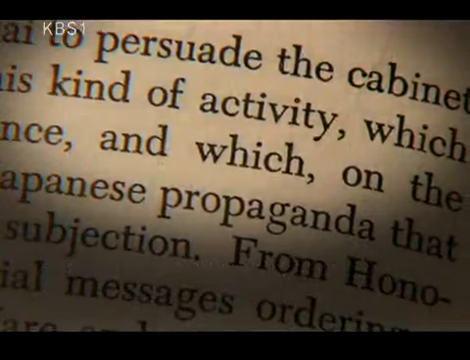 KBS1
ai to persuade the cabinet
is kind of activity, which
nce, and which, on the
apanese propaganda that
subjection. From Hono-
ial messages ordering